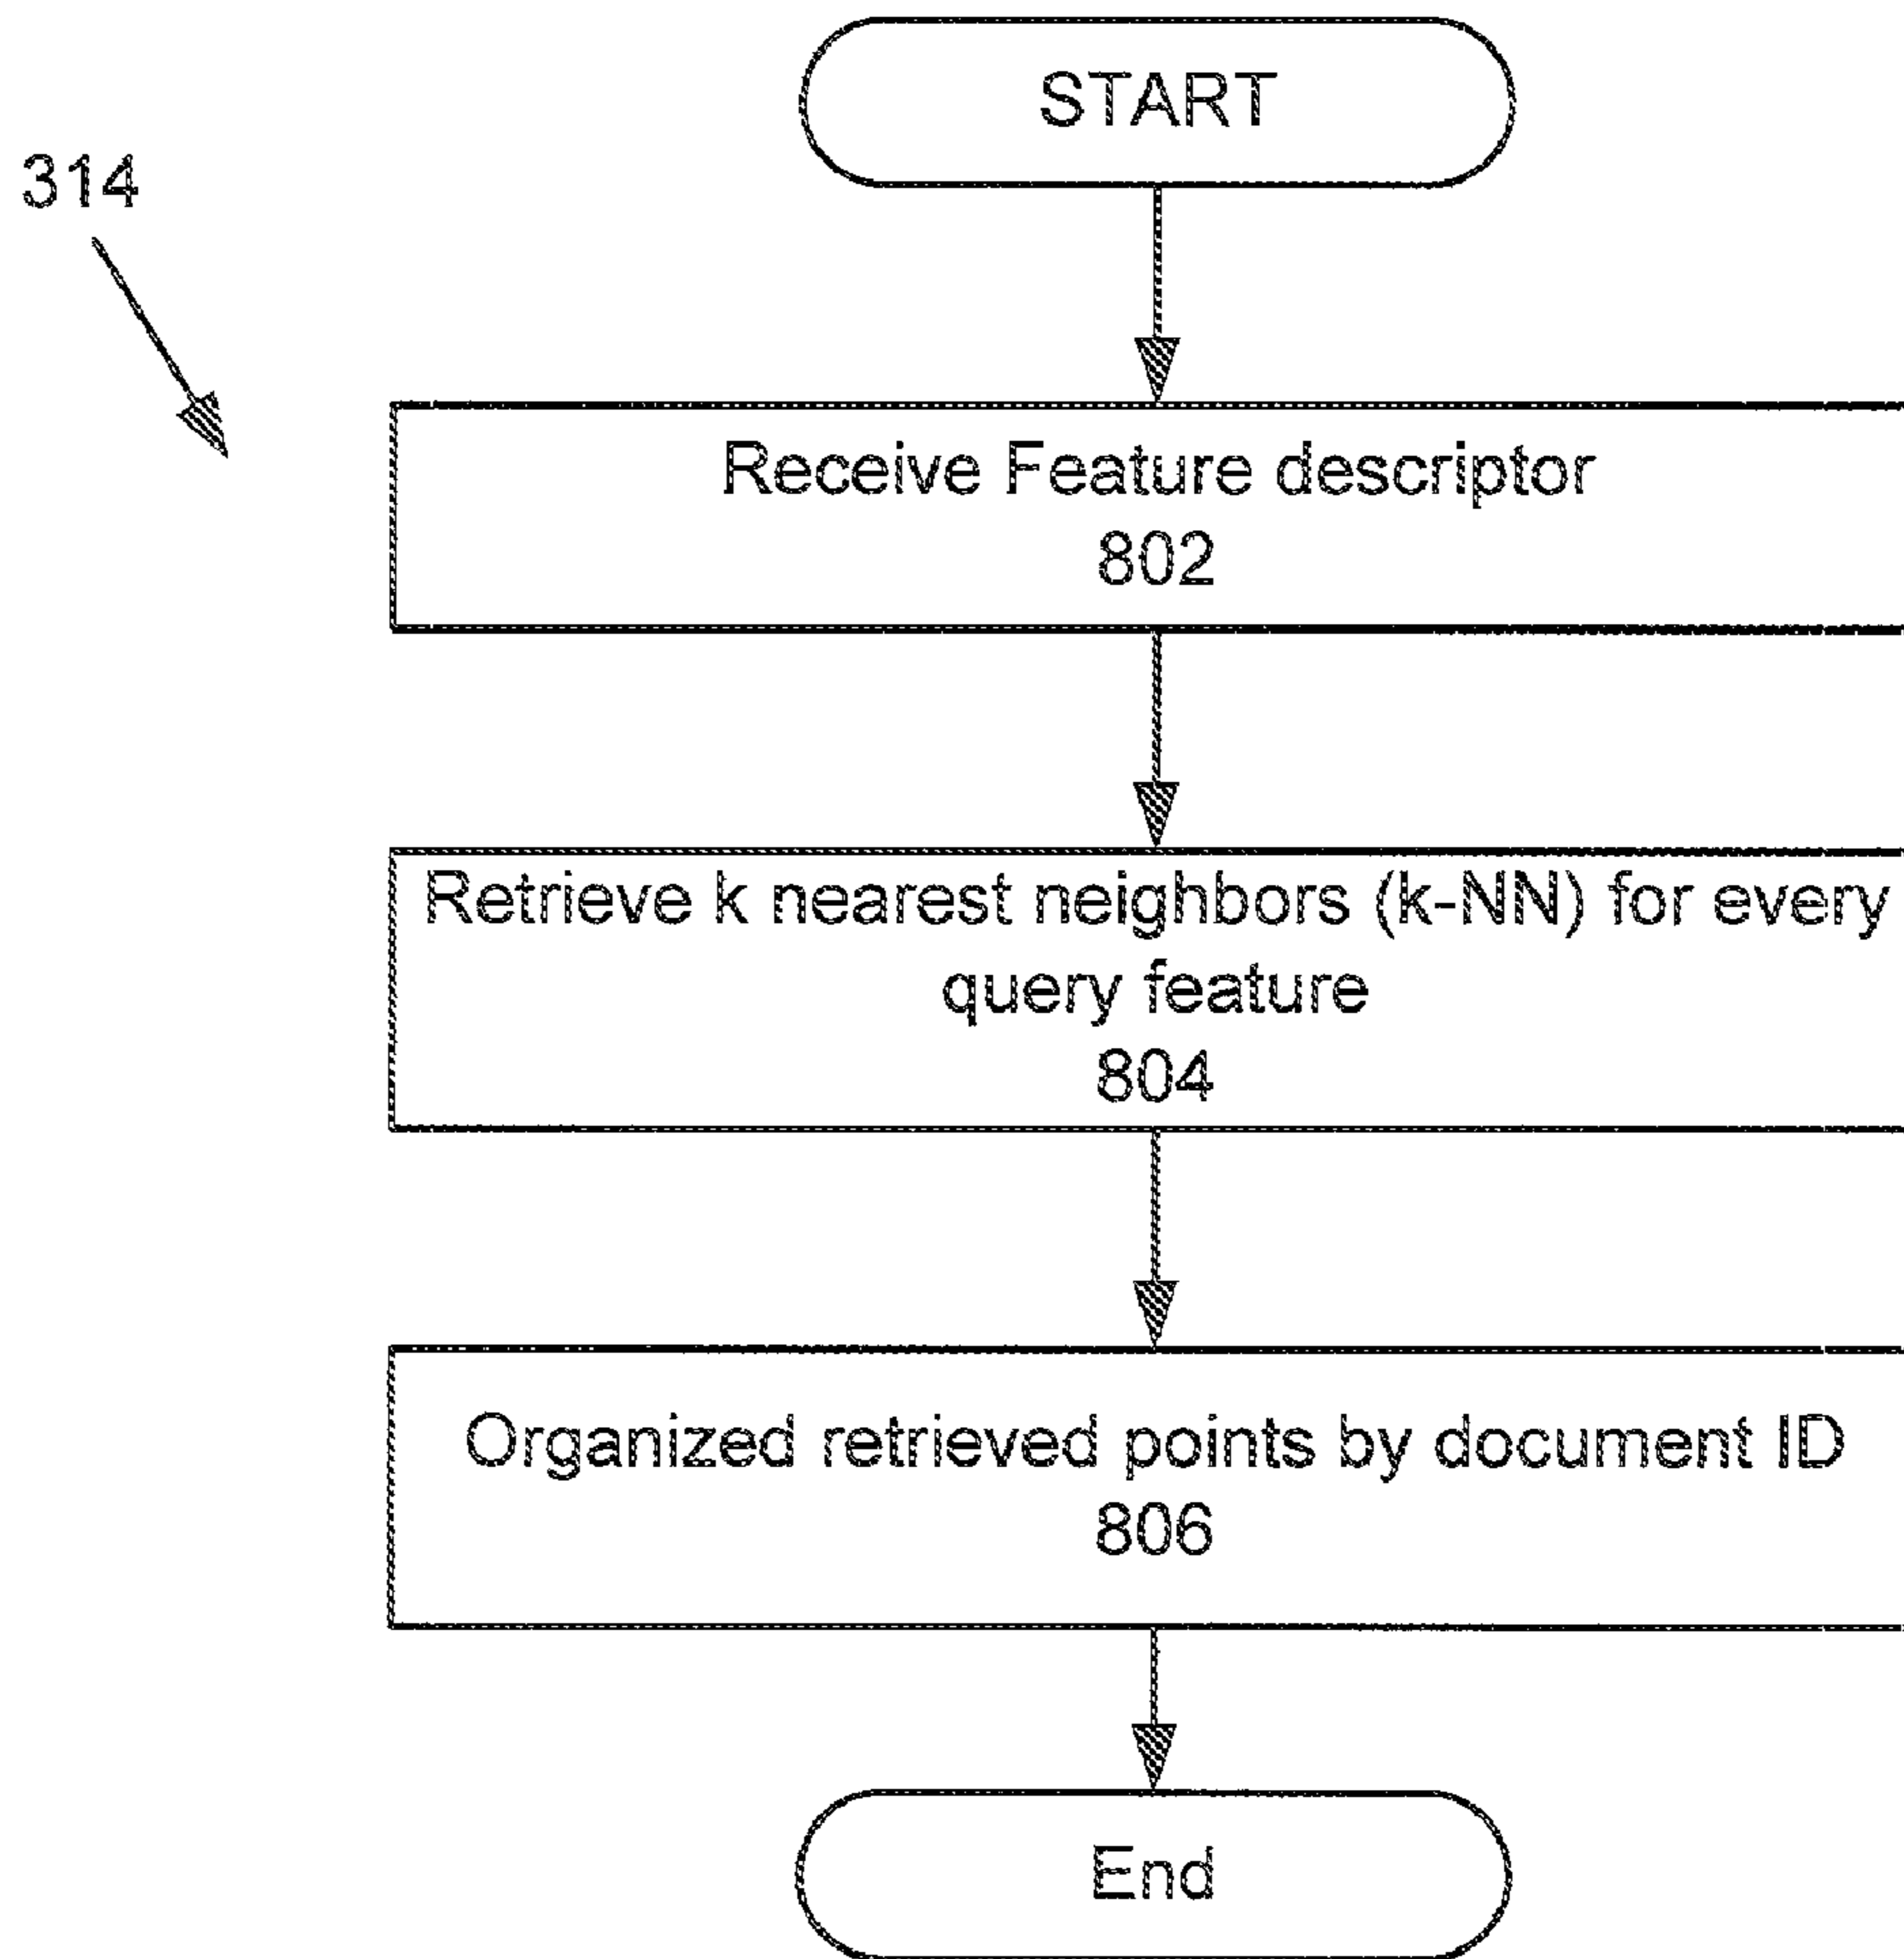 START
314
Receive Feature descriptor
802
Retrieve k nearest neighbors (k-NN) for every
query feature
804
Organized retrieved points by document ID
806
End